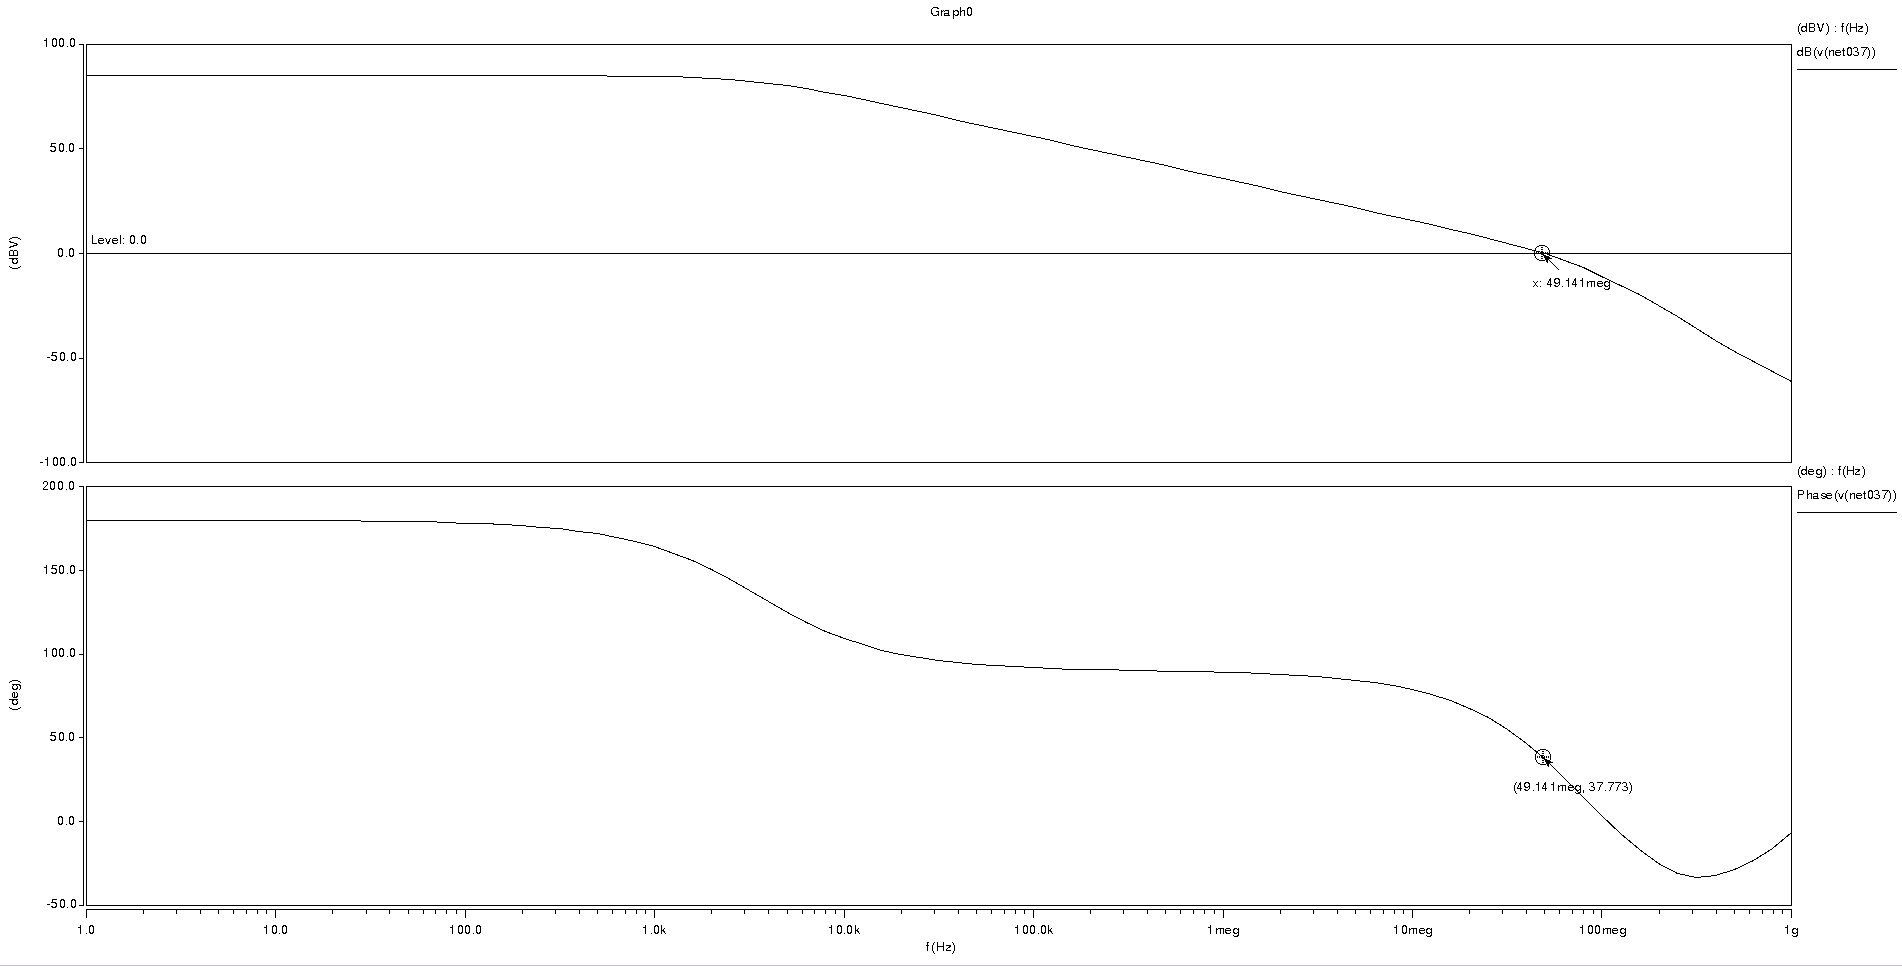 Graph0
(dBV) : f(Hz)
dB(v(net037))
100.0
50.0
0.0
-50.0
-100.0
(dBV)
Level: 0.0
x: 49.141meg
(deg) : f(Hz)
Phase(v(net037))
200.0
150.0
100.0
50.0
0.0
-50.0
(deg)
(49.141meg, 37.773)
1.0 10.0 100.0 1.0k 10.0k 100.0k 1meg 10meg 100meg 1g
f(Hz)